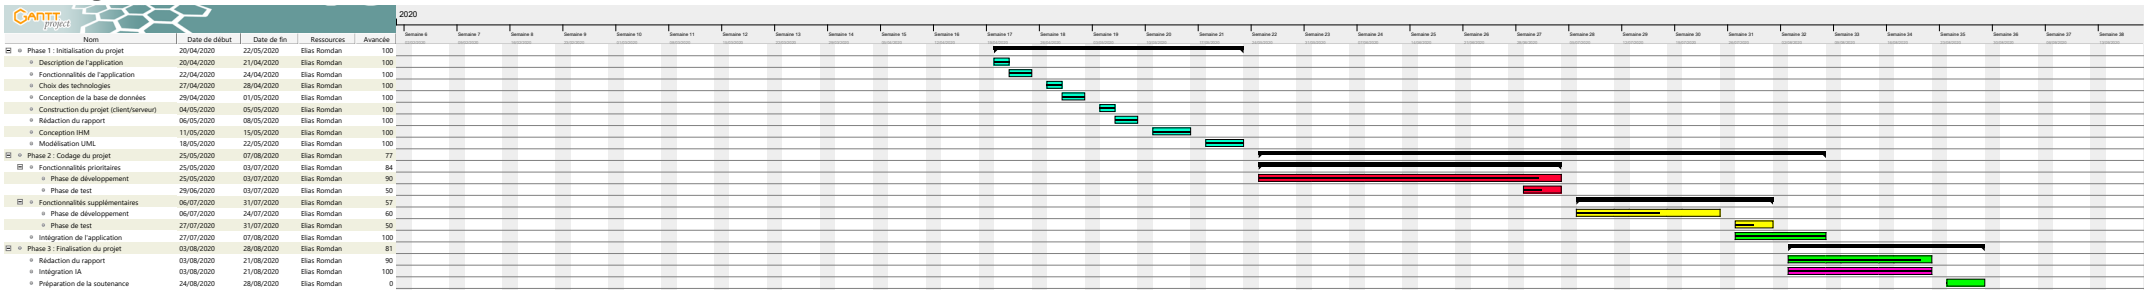 GANTT project
2020
Nom Date de début Date de fin Ressources Avancée
Semaine 6 Semaine 7 Semaine 8 Semaine 9 Semaine 10 Semaine 11 Semaine 12 Semaine 13 Semaine 14 Semaine 15 Semaine 16 Semaine 17 Semaine 18 Semaine 19 Semaine 20 Semaine 21 Semaine 22 Semaine 23 Semaine 24 Semaine 25 Semaine 26 Semaine 27 Semaine 28 Semaine 29 Semaine 30 Semaine 31 Semaine 32 Semaine 33 Semaine 34 Semaine 35 Semaine 36 Semaine 37 Semaine 38
Phase 1 : Initialisation du projet 20/04/2020 22/05/2020 Elias Romdan 100
Description de l'application 20/04/2020 21/04/2020 Elias Romdan 100
Fonctionnalités de l'application 22/04/2020 24/04/2020 Elias Romdan 100
Choix des technologies 27/04/2020 28/04/2020 Elias Romdan 100
Conception de la base de données 29/04/2020 01/05/2020 Elias Romdan 100
Construction du projet (client/serveur) 04/05/2020 05/05/2020 Elias Romdan 100
Rédaction du rapport 06/05/2020 08/05/2020 Elias Romdan 100
Conception IHM 11/05/2020 15/05/2020 Elias Romdan 100
Modélisation UML 18/05/2020 22/05/2020 Elias Romdan 100
Phase 2 : Codage du projet 25/05/2020 07/08/2020 Elias Romdan 77
Fonctionnalités prioritaires 25/05/2020 03/07/2020 Elias Romdan 84
Phase de développement 25/05/2020 03/07/2020 Elias Romdan 90
Phase de test 29/06/2020 03/07/2020 Elias Romdan 50
Fonctionnalités supplémentaires 06/07/2020 31/07/2020 Elias Romdan 57
Phase de développement 06/07/2020 24/07/2020 Elias Romdan 60
Phase de test 27/07/2020 31/07/2020 Elias Romdan 50
Intégration de l'application 27/07/2020 07/08/2020 Elias Romdan 100
Phase 3 : Finalisation du projet 03/08/2020 28/08/2020 Elias Romdan 81
Rédaction du rapport 03/08/2020 21/08/2020 Elias Romdan 90
Intégration IA 03/08/2020 21/08/2020 Elias Romdan 100
Préparation de la soutenance 24/08/2020 28/08/2020 Elias Romdan 0